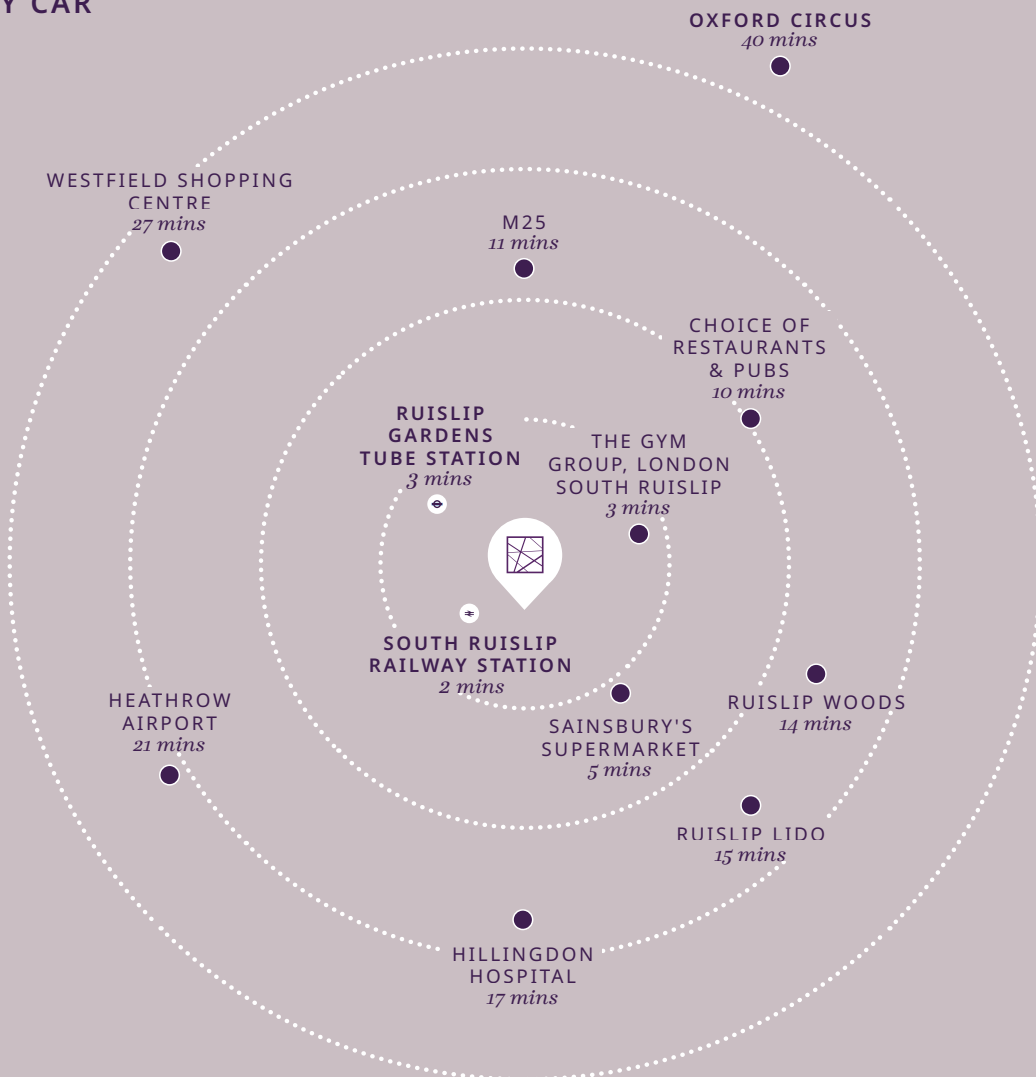 Y CAR
OXFORD CIRCUS
40 mins
WESTFIELD SHOPPING
CENTRE
27 mins
M25
11 mins
CHOICE OF
RESTAURANTS
& PUBS
10 mins
RUISLIP
GARDENS
TUBE STATION
3 mins
THE GYM
GROUP, LONDON
SOUTH RUISLIP
3 mins
SOUTH RUISLIP
RAILWAY STATION
2 mins
HEATHROW
AIRPORT
21 mins
SAINSBURY'S
SUPERMARKET
5 mins
RUISLIP WOODS
14 mins
RUISLIP LIDO
15 mins
HILLINGDON
HOSPITAL
17 mins